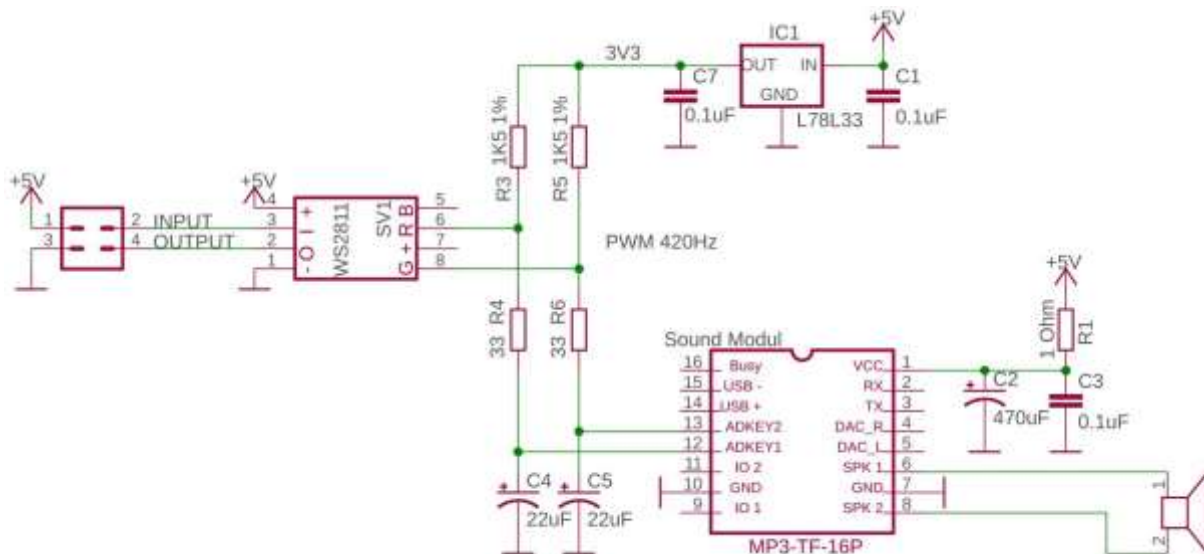 +5V
IC1
3V3
OUT IN
GND
C7
0.1uF
L78L33
C1
0.1uF
R3 1K5 1%
R5 1K5 1%
+5V
1
3
2 INPUT
4 OUTPUT
+5V
4
3
2
1
+
I
O
-
WS2811
SV1
B
R
+
G
5
6
7
8
PWM 420Hz
33 R4
33 R6
+5V
1 Ohm R1
Sound Modul
16 Busy VCC 1
15 USB - RX 2
14 USB + TX 3
13 ADKEY2 DAC_R 4
12 ADKEY1 DAC_L 5
11 IO 2 SPK 1 6
10 GND GND 7
9 IO 1 SPK 2 8
MP3-TF-16P
+ C2
470uF
C3
0.1uF
+ C4
22uF
+ C5
22uF
1
2